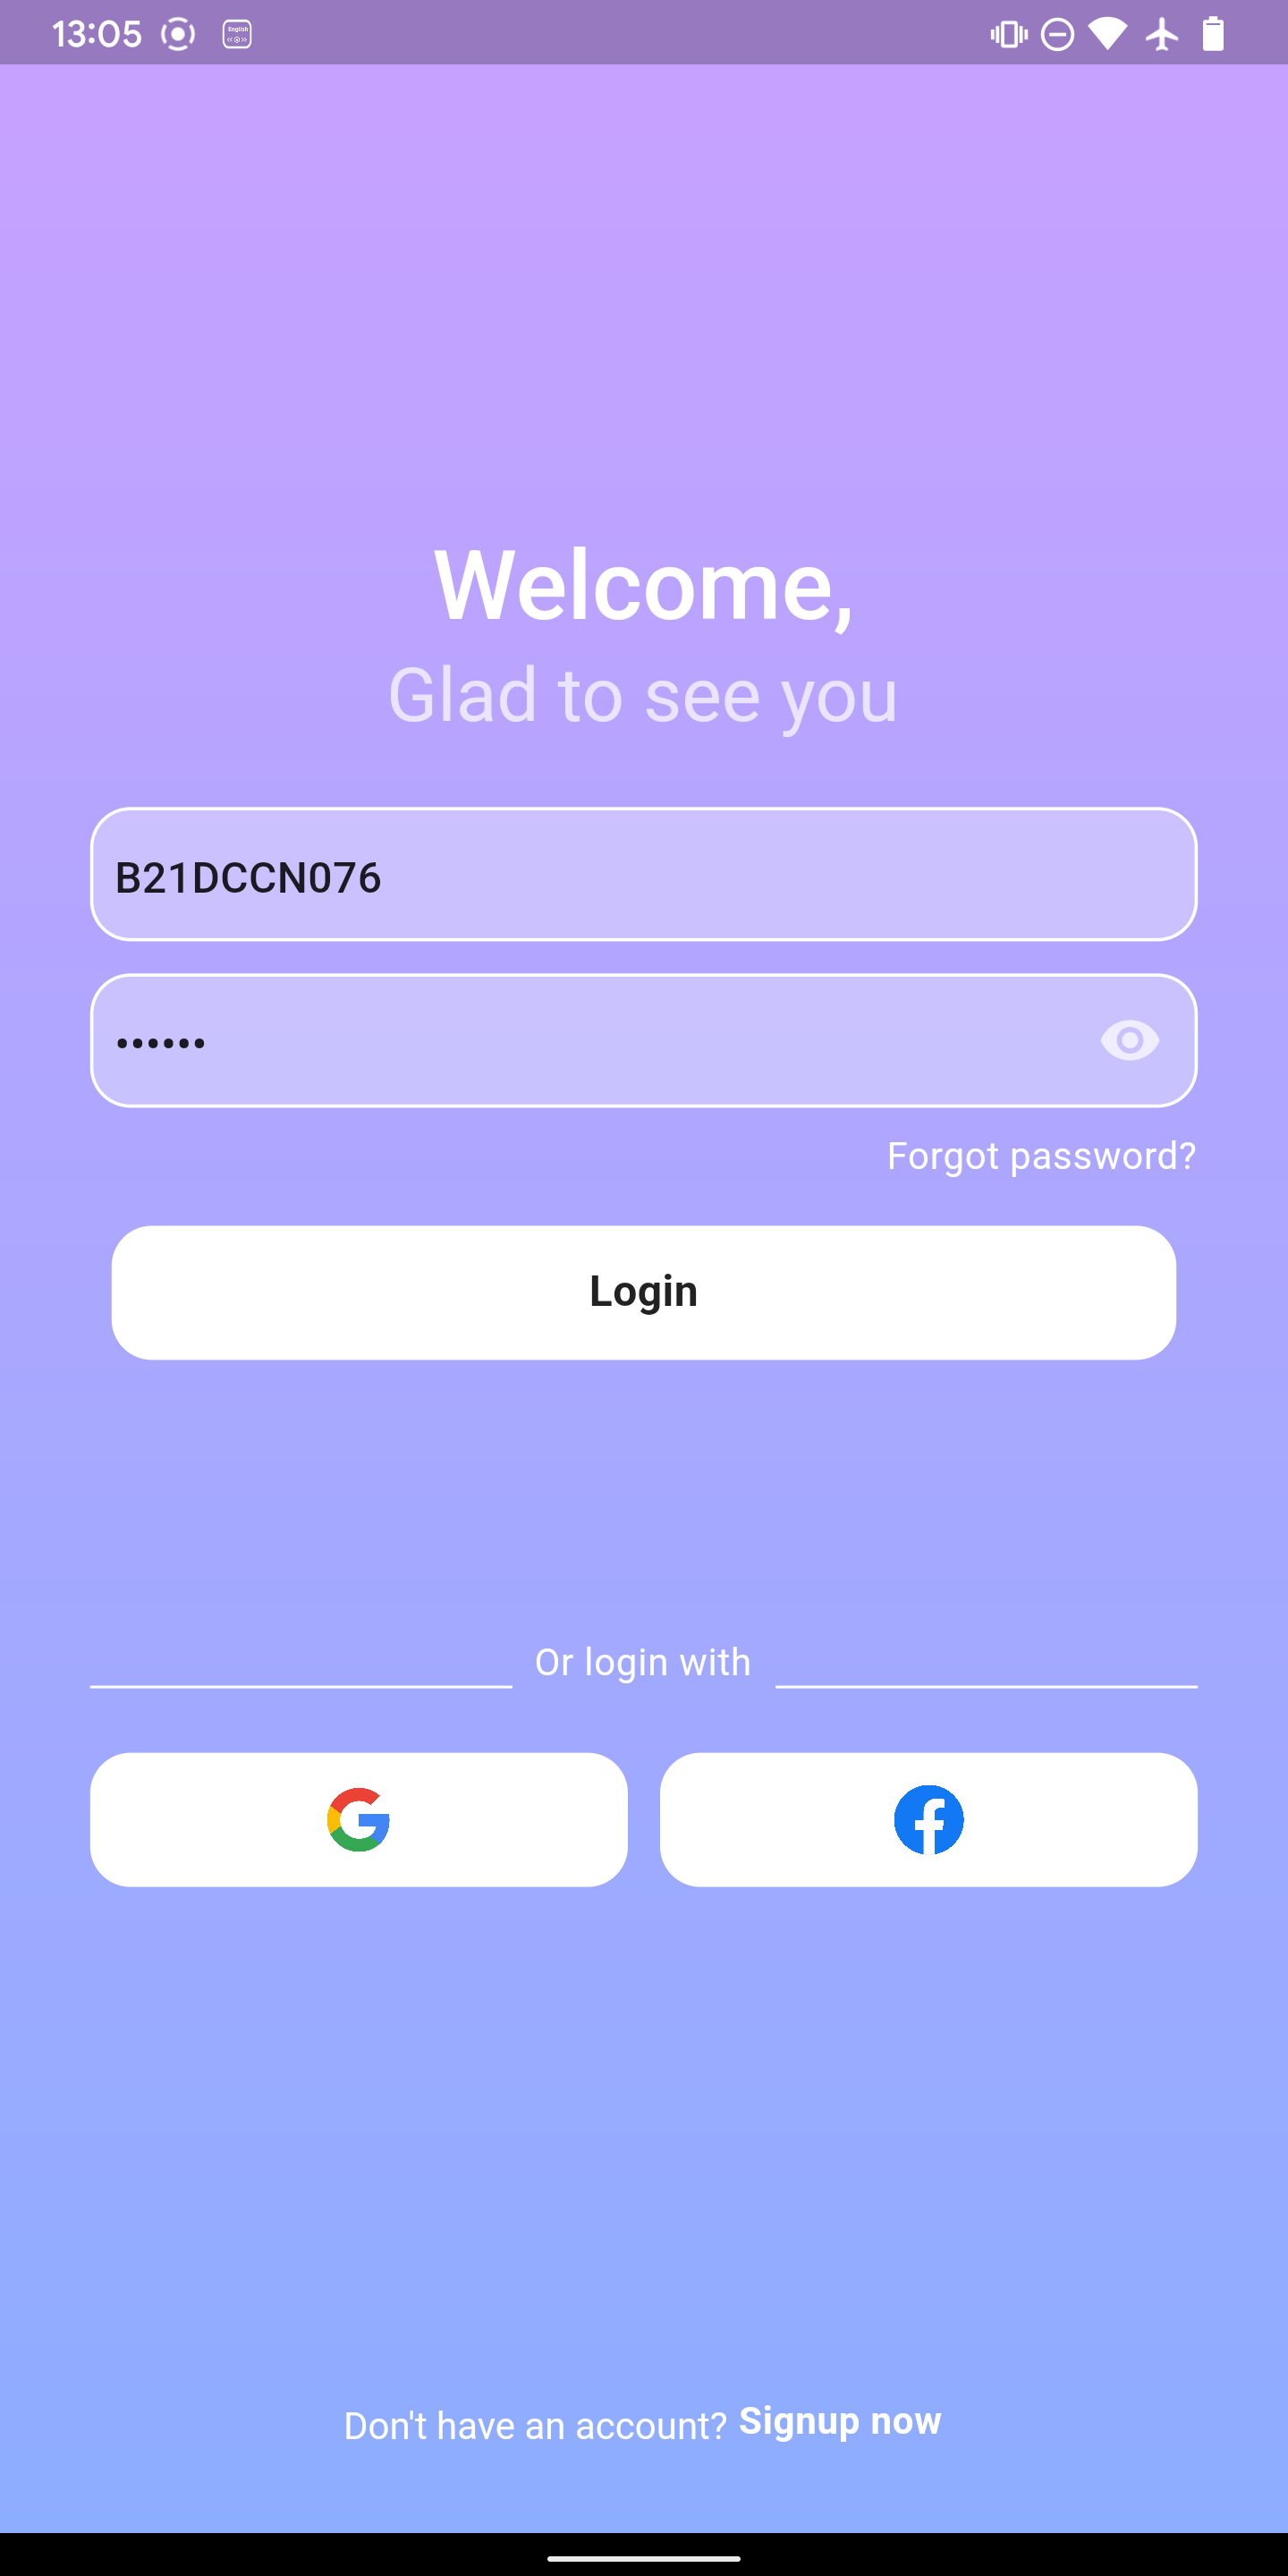 13:05
English
Welcome,
Glad to see you
B21DCCN076
••••••
Forgot password?
Login
Or login with
Don't have an account? Signup now